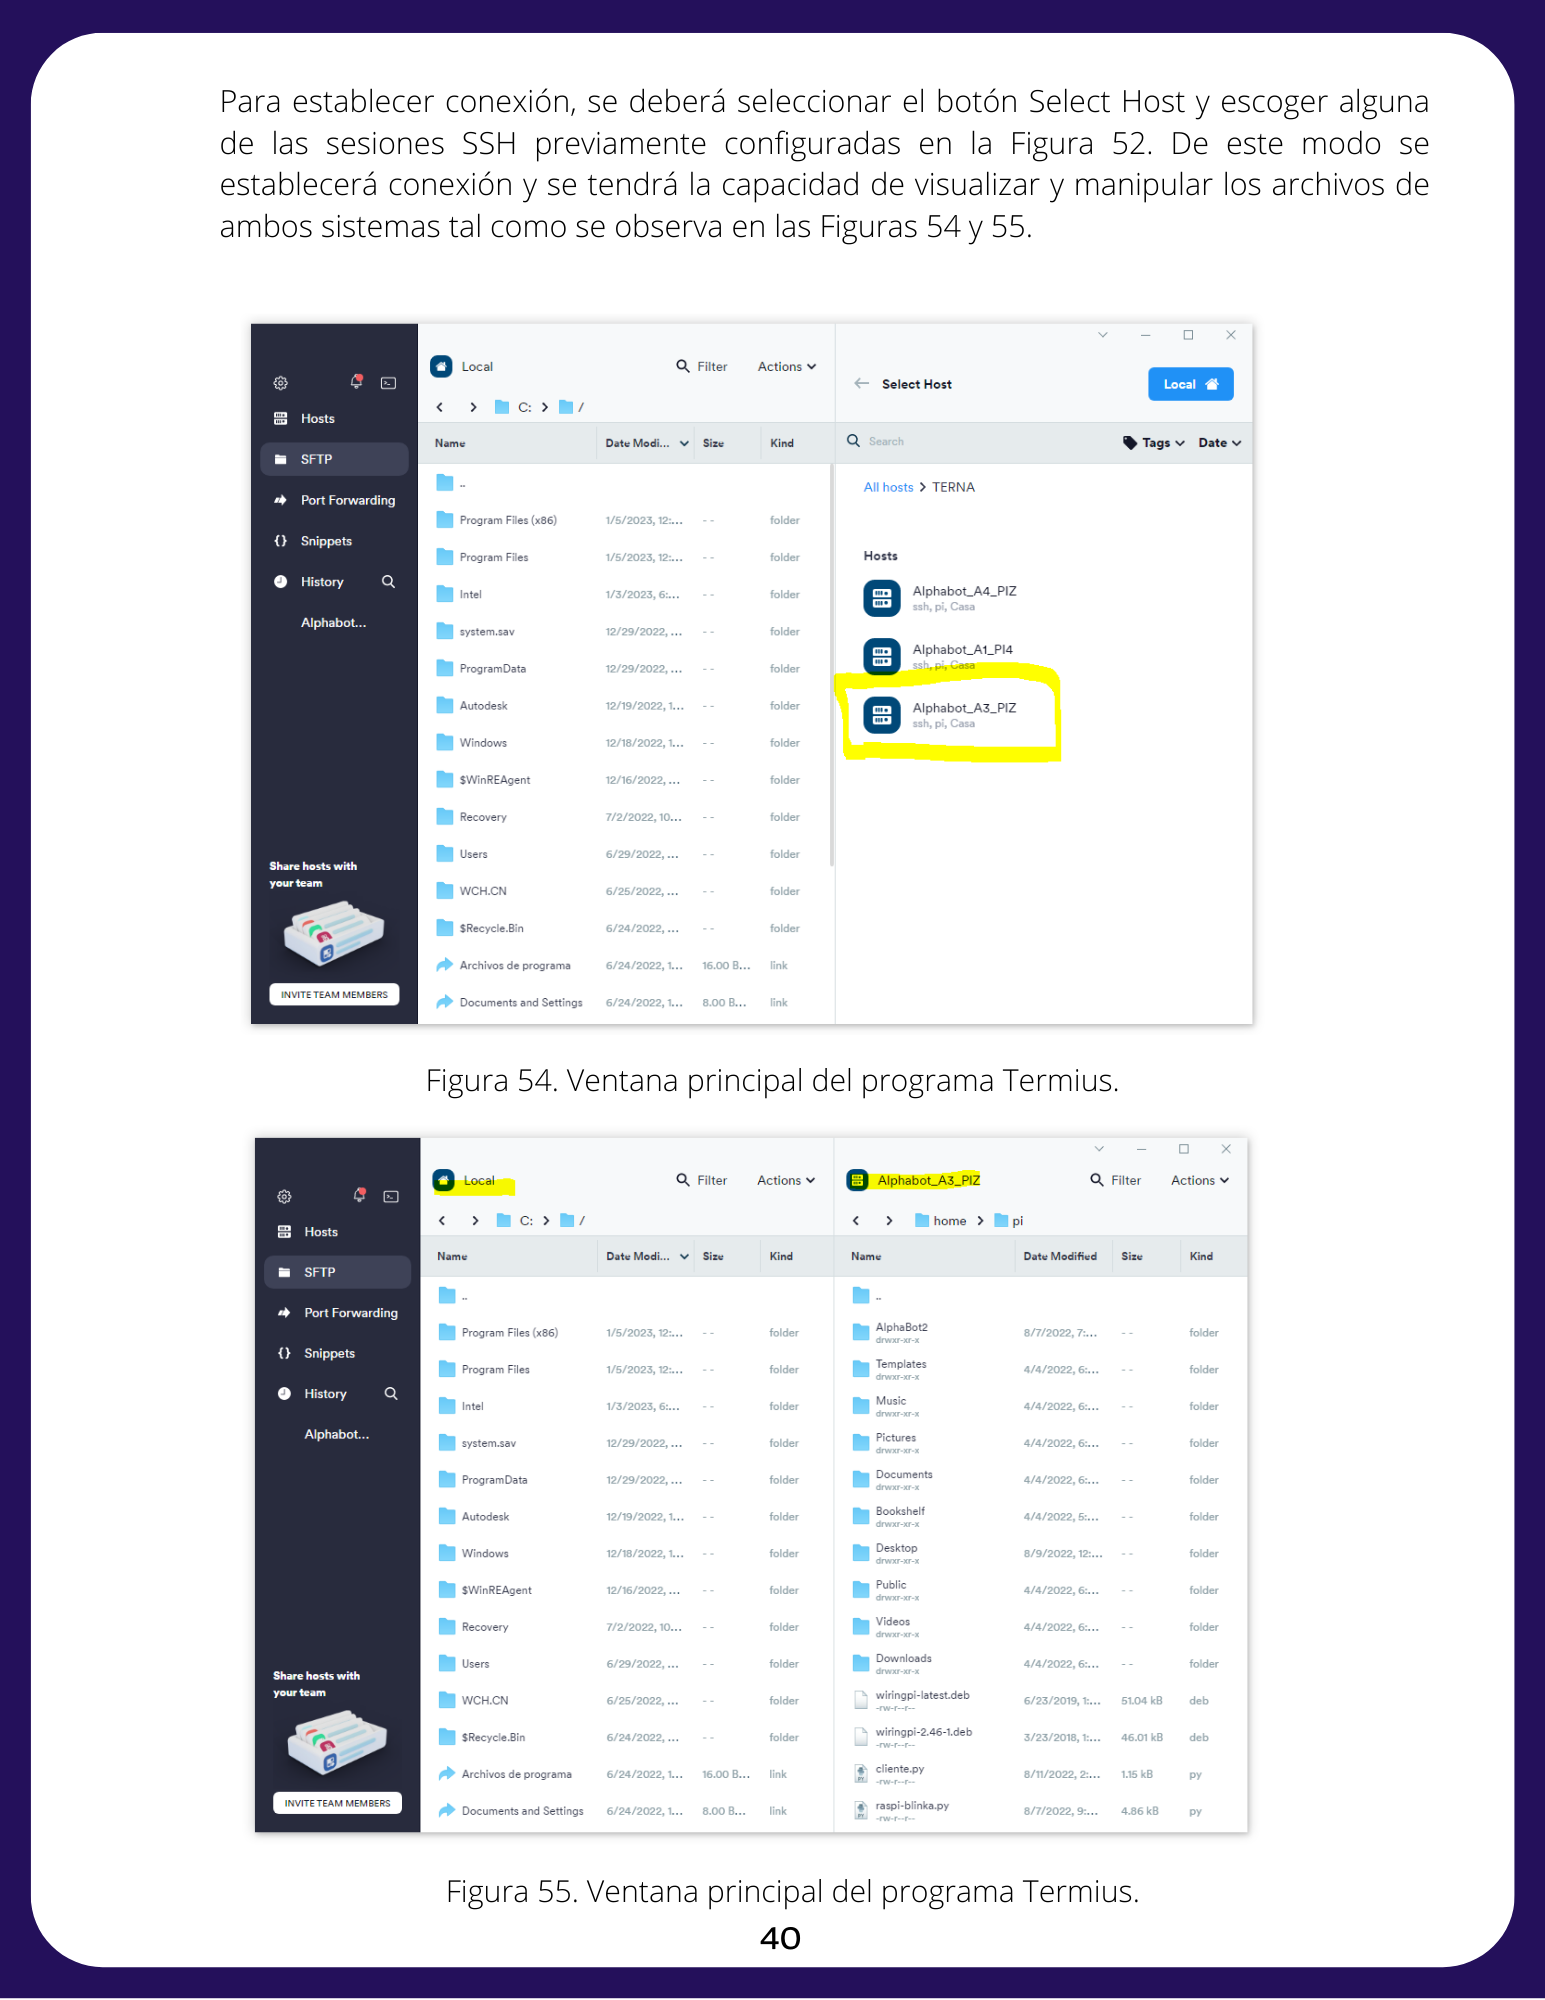 Para establecer conexión, se deberá seleccionar el botón Select Host y escoger alguna
de las sesiones SSH previamente configuradas en la Figura 52. De este modo se
establecerá conexión y se tendrá la capacidad de visualizar y manipular los archivos de
ambos sistemas tal como se observa en las Figuras 54 y 55.
Hosts
SFTP
Port Forwarding
{} Snippets
History
Alphabot...
Share hosts with
your team
INVITE TEAM MEMBERS
Local Filter Actions
C: > /
Name Date Modi... Size Kind
..
Program Files (x86) 1/5/2023, 12:... - - folder
Program Files 1/5/2023, 12:... - - folder
Intel 1/3/2023, 6:... - - folder
system.sav 12/29/2022, ... - - folder
ProgramData 12/29/2022, ... - - folder
Autodesk 12/19/2022, 1... - - folder
Windows 12/18/2022, 1... - - folder
$WinREAgent 12/16/2022, ... - - folder
Recovery 7/2/2022, 10... - - folder
Users 6/29/2022, ... - - folder
WCH.CN 6/25/2022, ... - - folder
$Recycle.Bin 6/24/2022, ... - - folder
Archivos de programa 6/24/2022, 1... 16.00 B... link
Documents and Settings 6/24/2022, 1... 8.00 B... link
Select Host Local
Search Tags Date
All hosts > TERNA
Hosts
Alphabot_A4_PIZ
ssh, pi, Casa
Alphabot_A1_PI4
ssh, pi, Casa
Alphabot_A3_PIZ
ssh, pi, Casa
Figura 54. Ventana principal del programa Termius.
Hosts
SFTP
Port Forwarding
{} Snippets
History
Alphabot...
Share hosts with
your team
INVITE TEAM MEMBERS
Local Filter Actions
C: > /
Name Date Modi... Size Kind
..
Program Files (x86) 1/5/2023, 12:... - - folder
Program Files 1/5/2023, 12:... - - folder
Intel 1/3/2023, 6:... - - folder
system.sav 12/29/2022, ... - - folder
ProgramData 12/29/2022, ... - - folder
Autodesk 12/19/2022, 1... - - folder
Windows 12/18/2022, 1... - - folder
$WinREAgent 12/16/2022, ... - - folder
Recovery 7/2/2022, 10... - - folder
Users 6/29/2022, ... - - folder
WCH.CN 6/25/2022, ... - - folder
$Recycle.Bin 6/24/2022, ... - - folder
Archivos de programa 6/24/2022, 1... 16.00 B... link
Documents and Settings 6/24/2022, 1... 8.00 B... link
Alphabot_A3_PIZ Filter Actions
home > pi
Name Date Modified Size Kind
..
AlphaBot2 8/7/2022, 7:... - - folder
drwxr-xr-x
Templates 4/4/2022, 6:... - - folder
drwxr-xr-x
Music 4/4/2022, 6:... - - folder
drwxr-xr-x
Pictures 4/4/2022, 6:... - - folder
drwxr-xr-x
Documents 4/4/2022, 6:... - - folder
drwxr-xr-x
Bookshelf 4/4/2022, 5:... - - folder
drwxr-xr-x
Desktop 8/9/2022, 12:... - - folder
drwxr-xr-x
Public 4/4/2022, 6:... - - folder
drwxr-xr-x
Videos 4/4/2022, 6:... - - folder
drwxr-xr-x
Downloads 4/4/2022, 6:... - - folder
drwxr-xr-x
wiringpi-latest.deb 6/23/2019, 1:... 51.04 kB deb
-rw-r--r--
wiringpi-2.46-1.deb 3/23/2018, 1:... 46.01 kB deb
-rw-r--r--
cliente.py 8/11/2022, 2:... 1.15 kB py
-rw-r--r--
raspi-blinka.py 8/7/2022, 9:... 4.86 kB py
-rw-r--r--
Figura 55. Ventana principal del programa Termius.
40